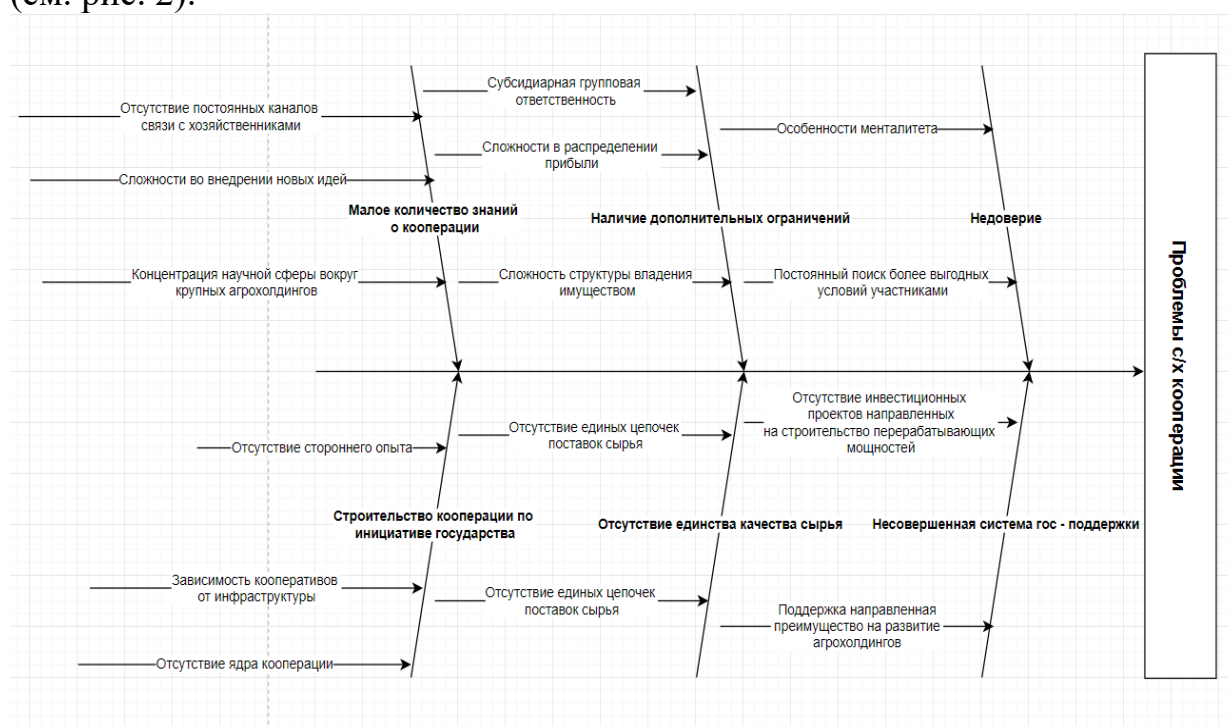 (см. рис. 2).
Субсидиарная групповая
ответственность
Отсутствие постоянных каналов
связи с хозяйственниками
Особенности менталитета
Сложности в распределении
прибыли
Сложности во внедрении новых идей
Малое количество знаний
о кооперации
Наличие дополнительных ограничений
Недоверие
Концентрация научной сферы вокруг
крупных агрохолдингов
Сложность структуры владения
имуществом
Постоянный поиск более выгодных
условий участниками
Проблемы с/х кооперации
Отсутствие инвестиционных
проектов направленных
на строительство перерабатывающих
мощностей
Отсутствие единых цепочек
поставок сырья
Отсутствие стороннего опыта
Строительство кооперации по
инициативе государства
Отсутствие единства качества сырья
Несовершенная система гос - поддержки
Зависимость кооперативов
от инфраструктуры
Отсутствие единых цепочек
поставок сырья
Поддержка направленная
преимущество на развитие
агрохолдингов
Отсутствие ядра кооперации